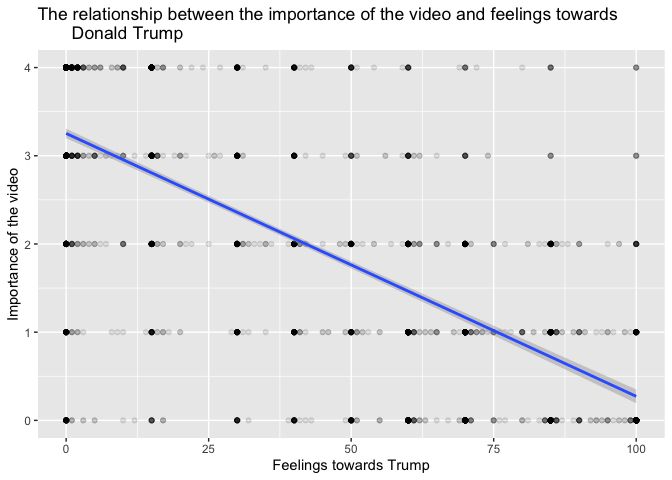 The relationship between the importance of the video and feelings towards
Donald Trump
4
3
2
1
0
Importance of the video
0 25 50 75 100
Feelings towards Trump